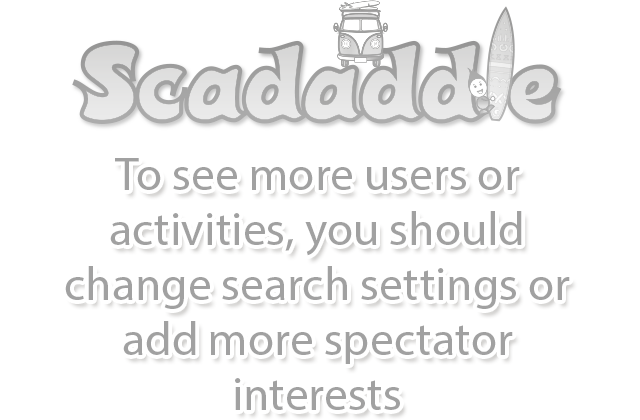 Scadaddle
To see more users or
activities, you should
change search settings or
add more spectator
interests